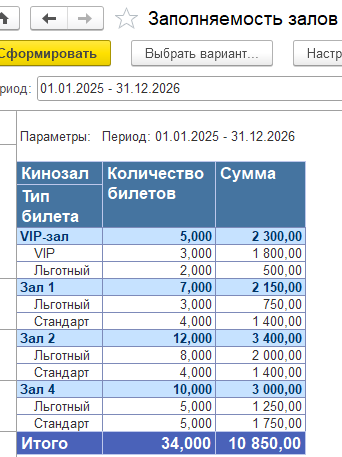 Заполняемость залов
Сформировать
Выбрать вариант...
Настр
риод:
01.01.2025 - 31.12.2026
Параметры: Период: 01.01.2025 - 31.12.2026
Кинозал Количество билетов Сумма
Тип билета
VIP-зал 5,000 2 300,00
VIP 3,000 1 800,00
Льготный 2,000 500,00
Зал 1 7,000 2 150,00
Льготный 3,000 750,00
Стандарт 4,000 1 400,00
Зал 2 12,000 3 400,00
Льготный 8,000 2 000,00
Стандарт 4,000 1 400,00
Зал 4 10,000 3 000,00
Льготный 5,000 1 250,00
Стандарт 5,000 1 750,00
Итого 34,000 10 850,00